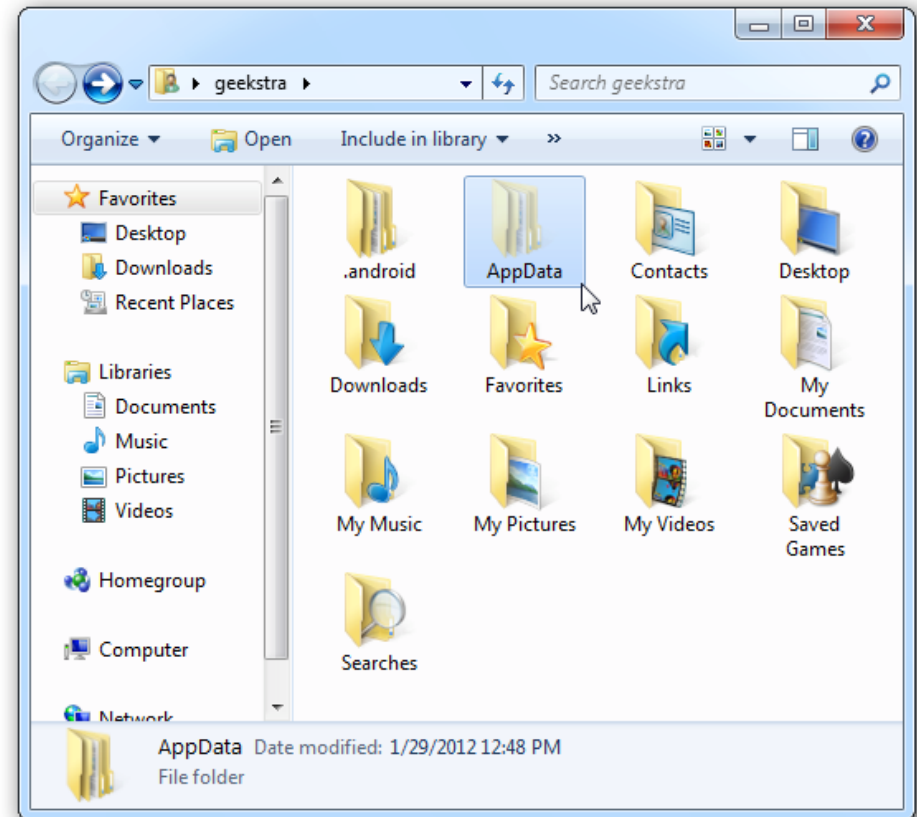 geekstra
Search geekstra
Organize
Open
Include in library
»
Favorites
Desktop
Downloads
Recent Places
Libraries
Documents
Music
Pictures
Videos
Homegroup
Computer
Network
.android
AppData
Contacts
Desktop
Downloads
Favorites
Links
My
Documents
My Music
My Pictures
My Videos
Saved
Games
Searches
AppData Date modified: 1/29/2012 12:48 PM
File folder